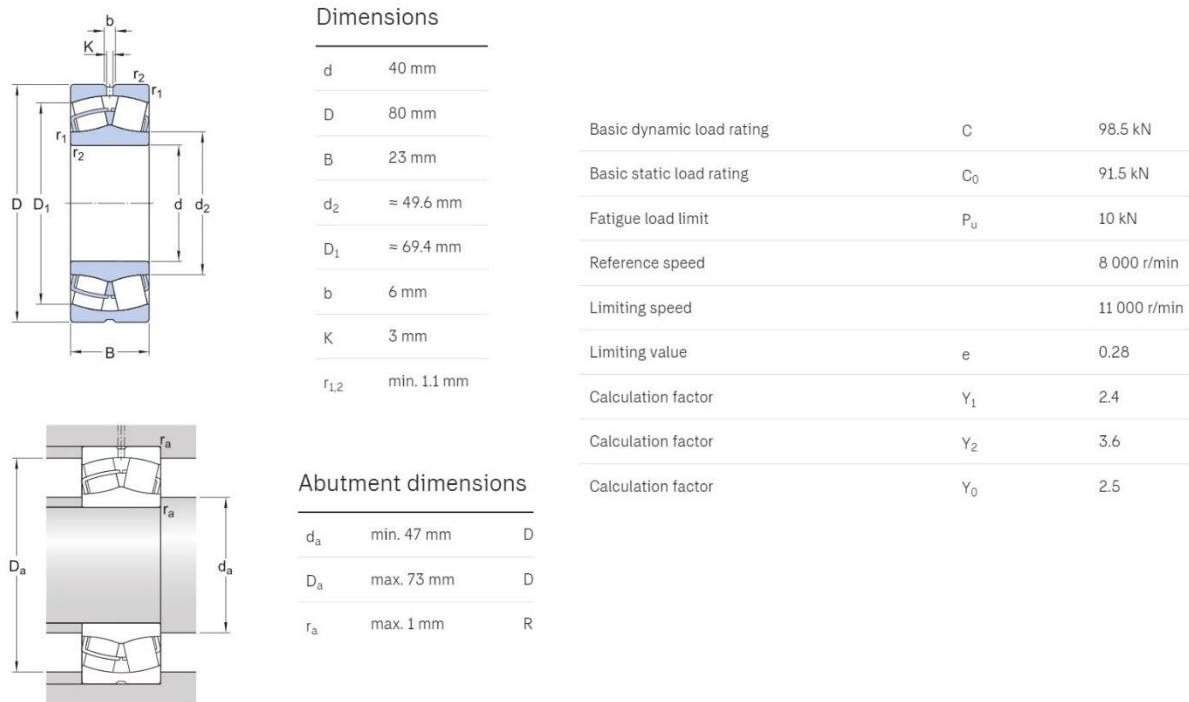 b
K
r2
r1
r1
r2
D D1 d d2
B
Dimensions
d 40 mm
D 80 mm
B 23 mm
d2 ≈ 49.6 mm
D1 ≈ 69.4 mm
b 6 mm
K 3 mm
r1,2 min. 1.1 mm
Basic dynamic load rating C 98.5 kN
Basic static load rating C0 91.5 kN
Fatigue load limit Pu 10 kN
Reference speed 8 000 r/min
Limiting speed 11 000 r/min
Limiting value e 0.28
Calculation factor Y1 2.4
Calculation factor Y2 3.6
Calculation factor Y0 2.5
ra
ra
Da da
Abutment dimensions
da min. 47 mm D
Da max. 73 mm D
ra max. 1 mm R